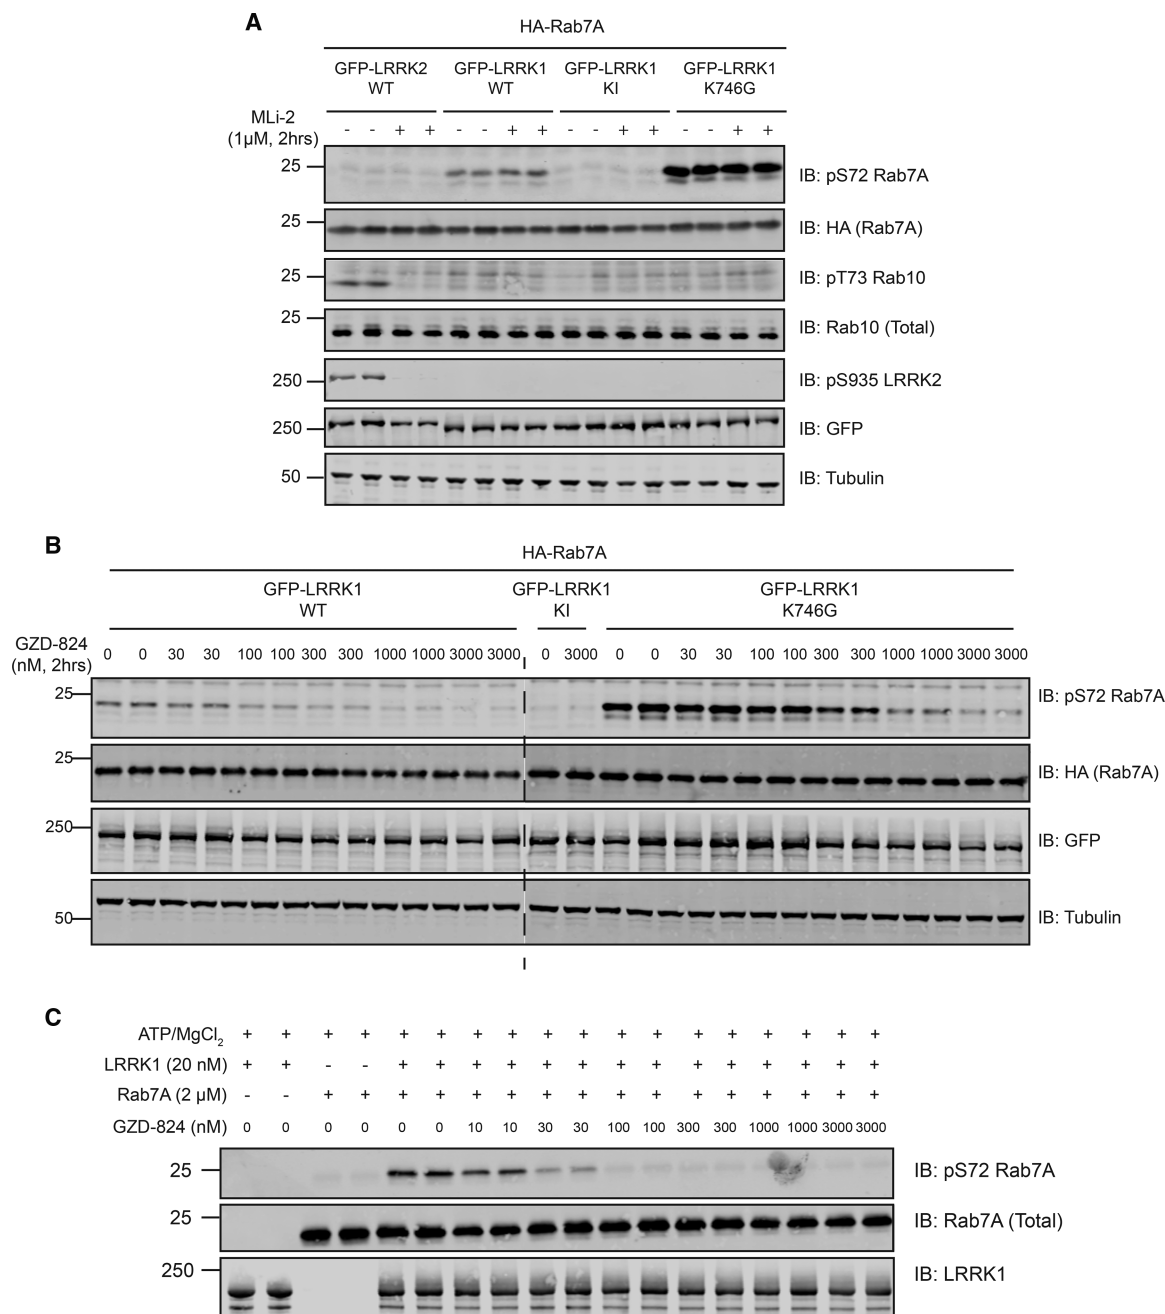 A
HA-Rab7A
GFP-LRRK2 GFP-LRRK1 GFP-LRRK1 GFP-LRRK1
WT WT KI K746G
MLi-2
(1μM, 2hrs) - - + + - - + + - - + + - - + +
25 IB: pS72 Rab7A
25 IB: HA (Rab7A)
25 IB: pT73 Rab10
25 IB: Rab10 (Total)
250 IB: pS935 LRRK2
250 IB: GFP
50 IB: Tubulin
B
HA-Rab7A
GFP-LRRK1 GFP-LRRK1 GFP-LRRK1
WT KI K746G
GZD-824
(nM, 2hrs) 0 0 30 30 100 100 300 300 1000 1000 3000 3000 0 3000 0 0 30 30 100 100 300 300 1000 1000 3000 3000
25 IB: pS72 Rab7A
25 IB: HA (Rab7A)
250 IB: GFP
50 IB: Tubulin
C
ATP/MgCl2 + + + + + + + + + + + + + + + + + +
LRRK1 (20 nM) + + - - + + + + + + + + + + + + + +
Rab7A (2 μM) - - + + + + + + + + + + + + + + + +
GZD-824 (nM) 0 0 0 0 0 0 10 10 30 30 100 100 300 300 1000 1000 3000 3000
25 IB: pS72 Rab7A
25 IB: Rab7A (Total)
250 IB: LRRK1